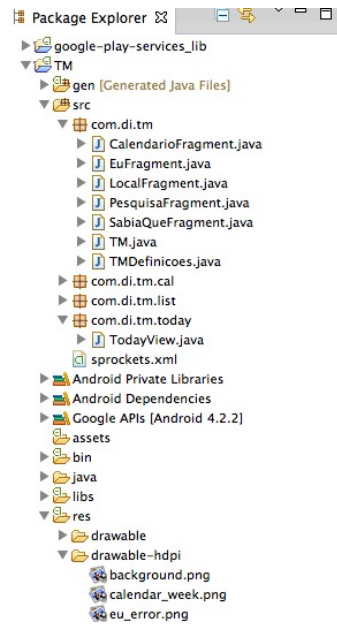 Package Explorer
google-play-services_lib
TM
gen [Generated Java Files]
src
com.di.tm
CalendarioFragment.java
EuFragment.java
LocalFragment.java
PesquisaFragment.java
SabiaQueFragment.java
TM.java
TMDefinicoes.java
com.di.tm.cal
com.di.tm.list
com.di.tm.today
TodayView.java
sprockets.xml
Android Private Libraries
Android Dependencies
Google APIs [Android 4.2.2]
assets
bin
java
libs
res
drawable
drawable-hdpi
background.png
calendar_week.png
eu_error.png